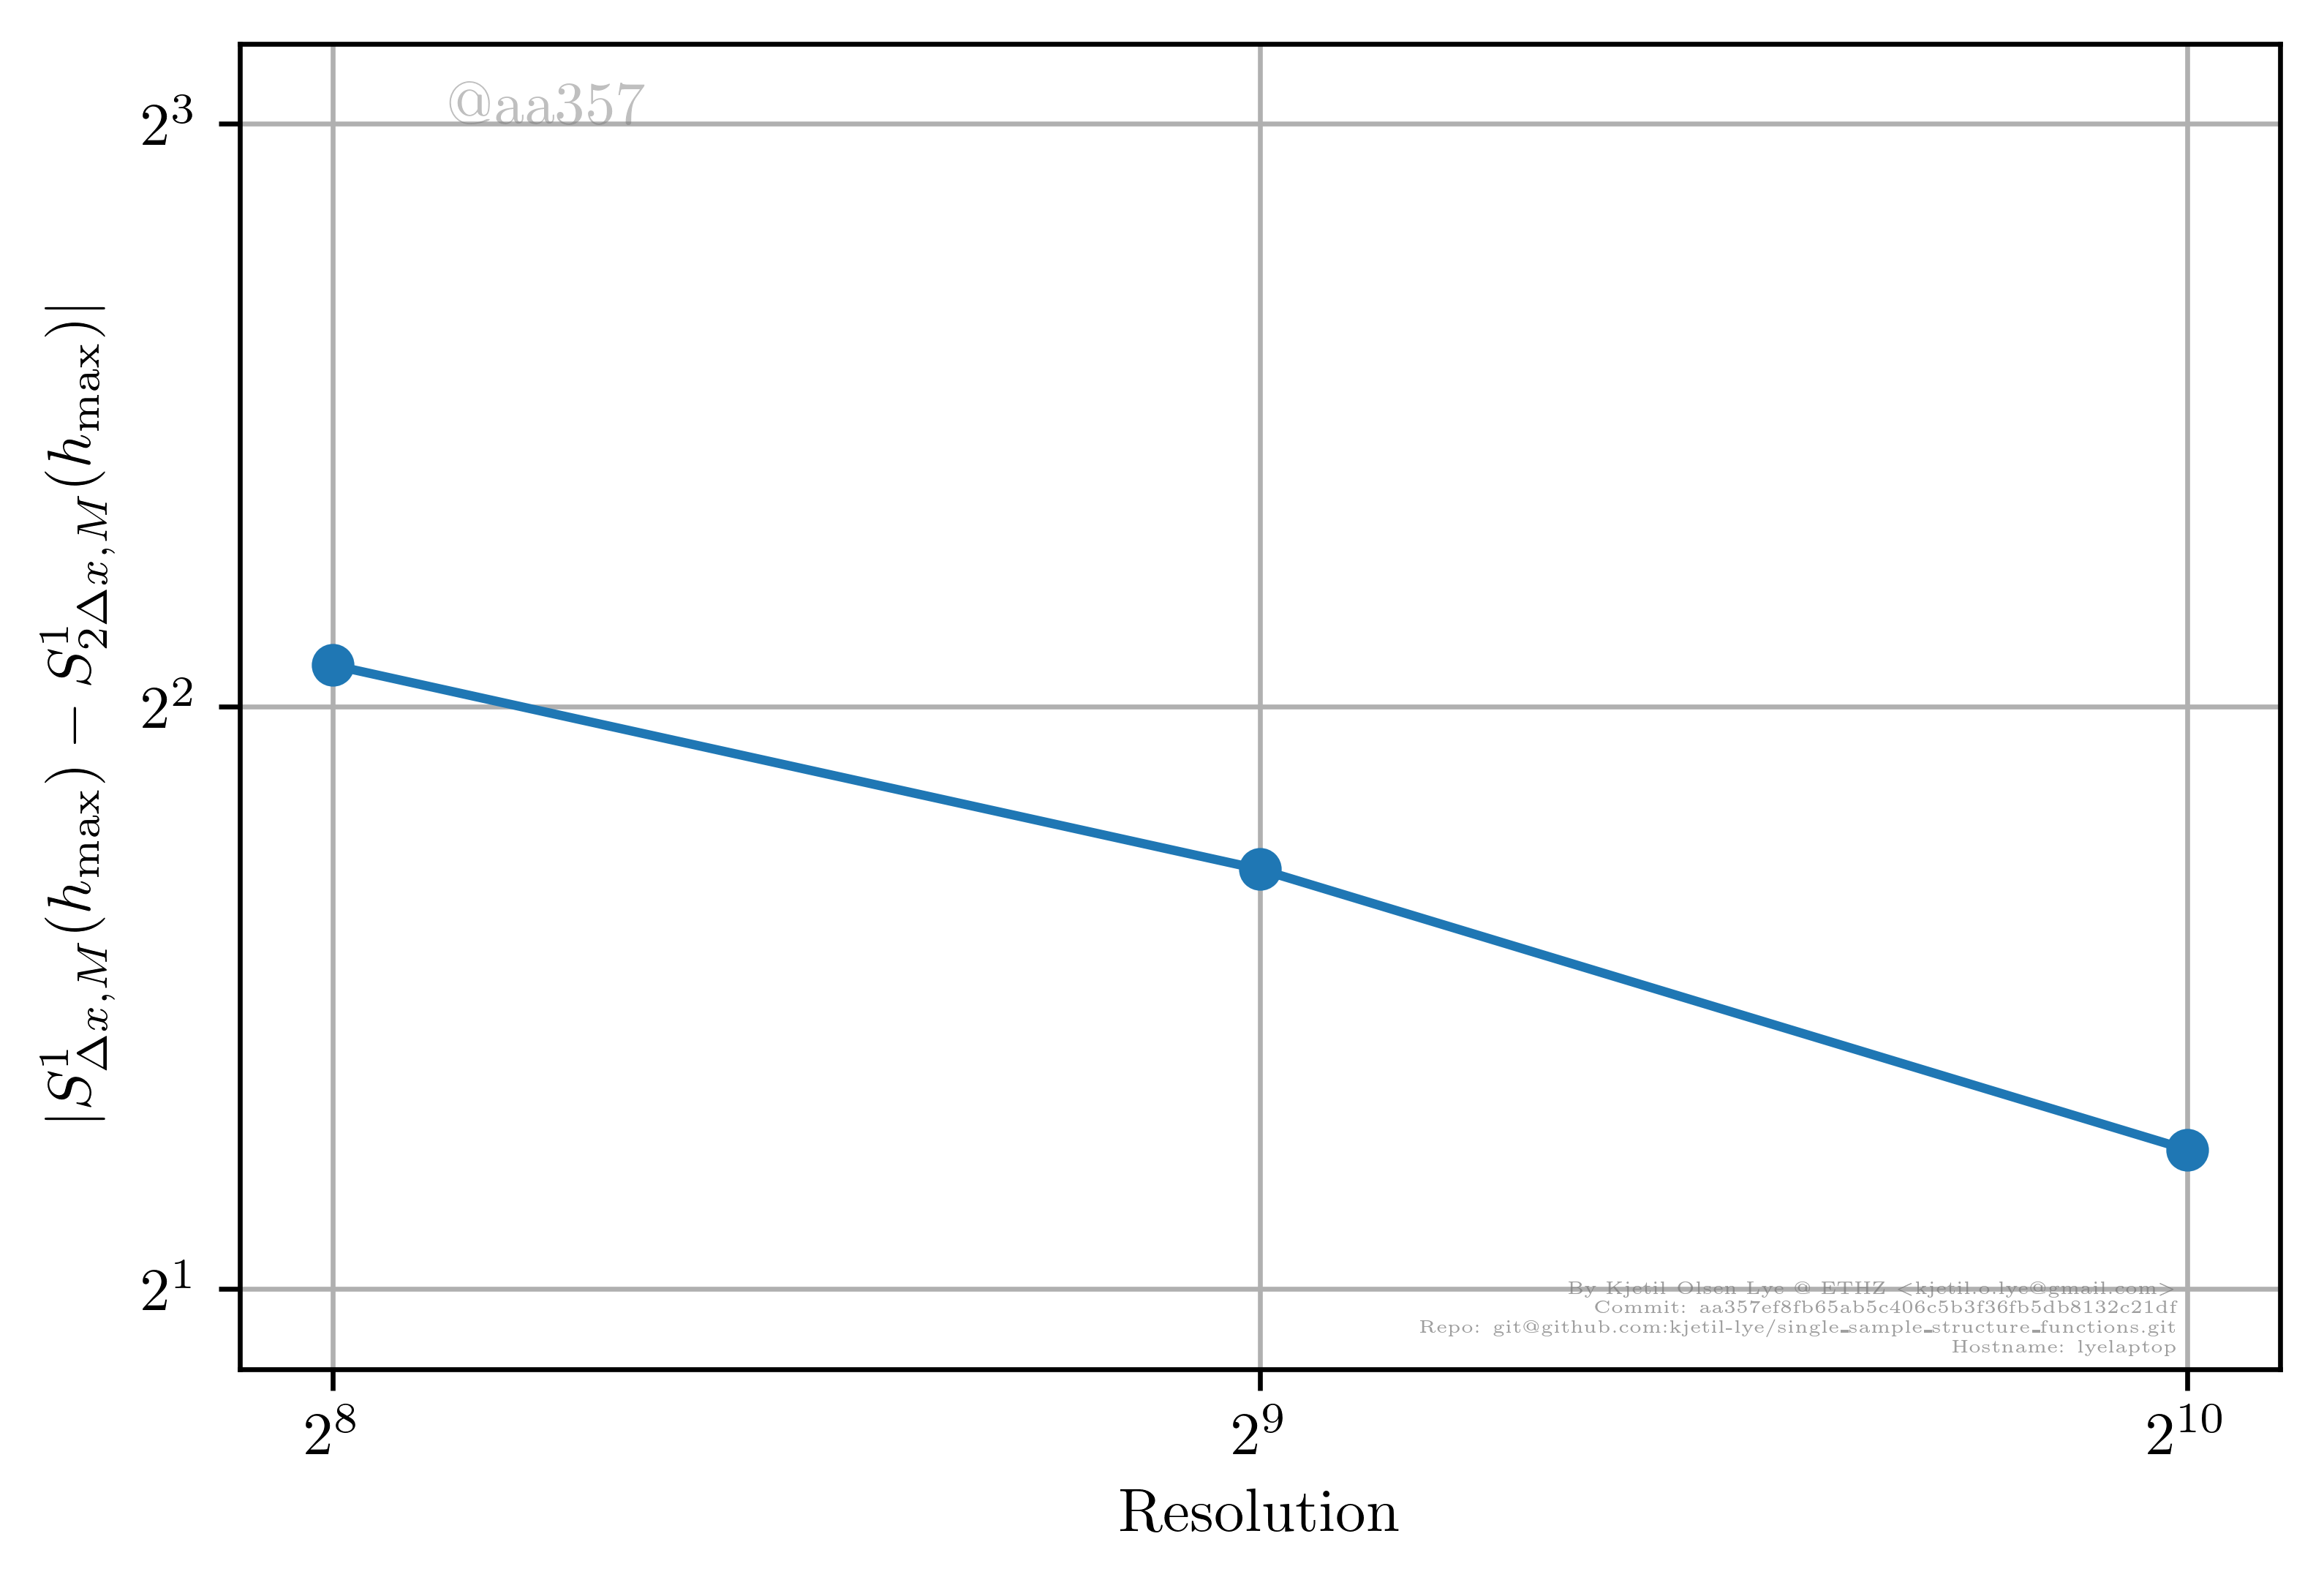 @aa357
2^3
2^2
2^1
|S^1_{Δx,M}(h_max) − S^1_{2Δx,M}(h_max)|
By Kjetil Olsen Lye @ ETHZ <kjetil.o.lye@gmail.com>
Commit: aa357ef8fb65ab5c406c5b3f36fb5db8132c21df
Repo: git@github.com:kjetil-lye/single_sample_structure_functions.git
Hostname: lyelaptop
2^8 2^9 2^10
Resolution